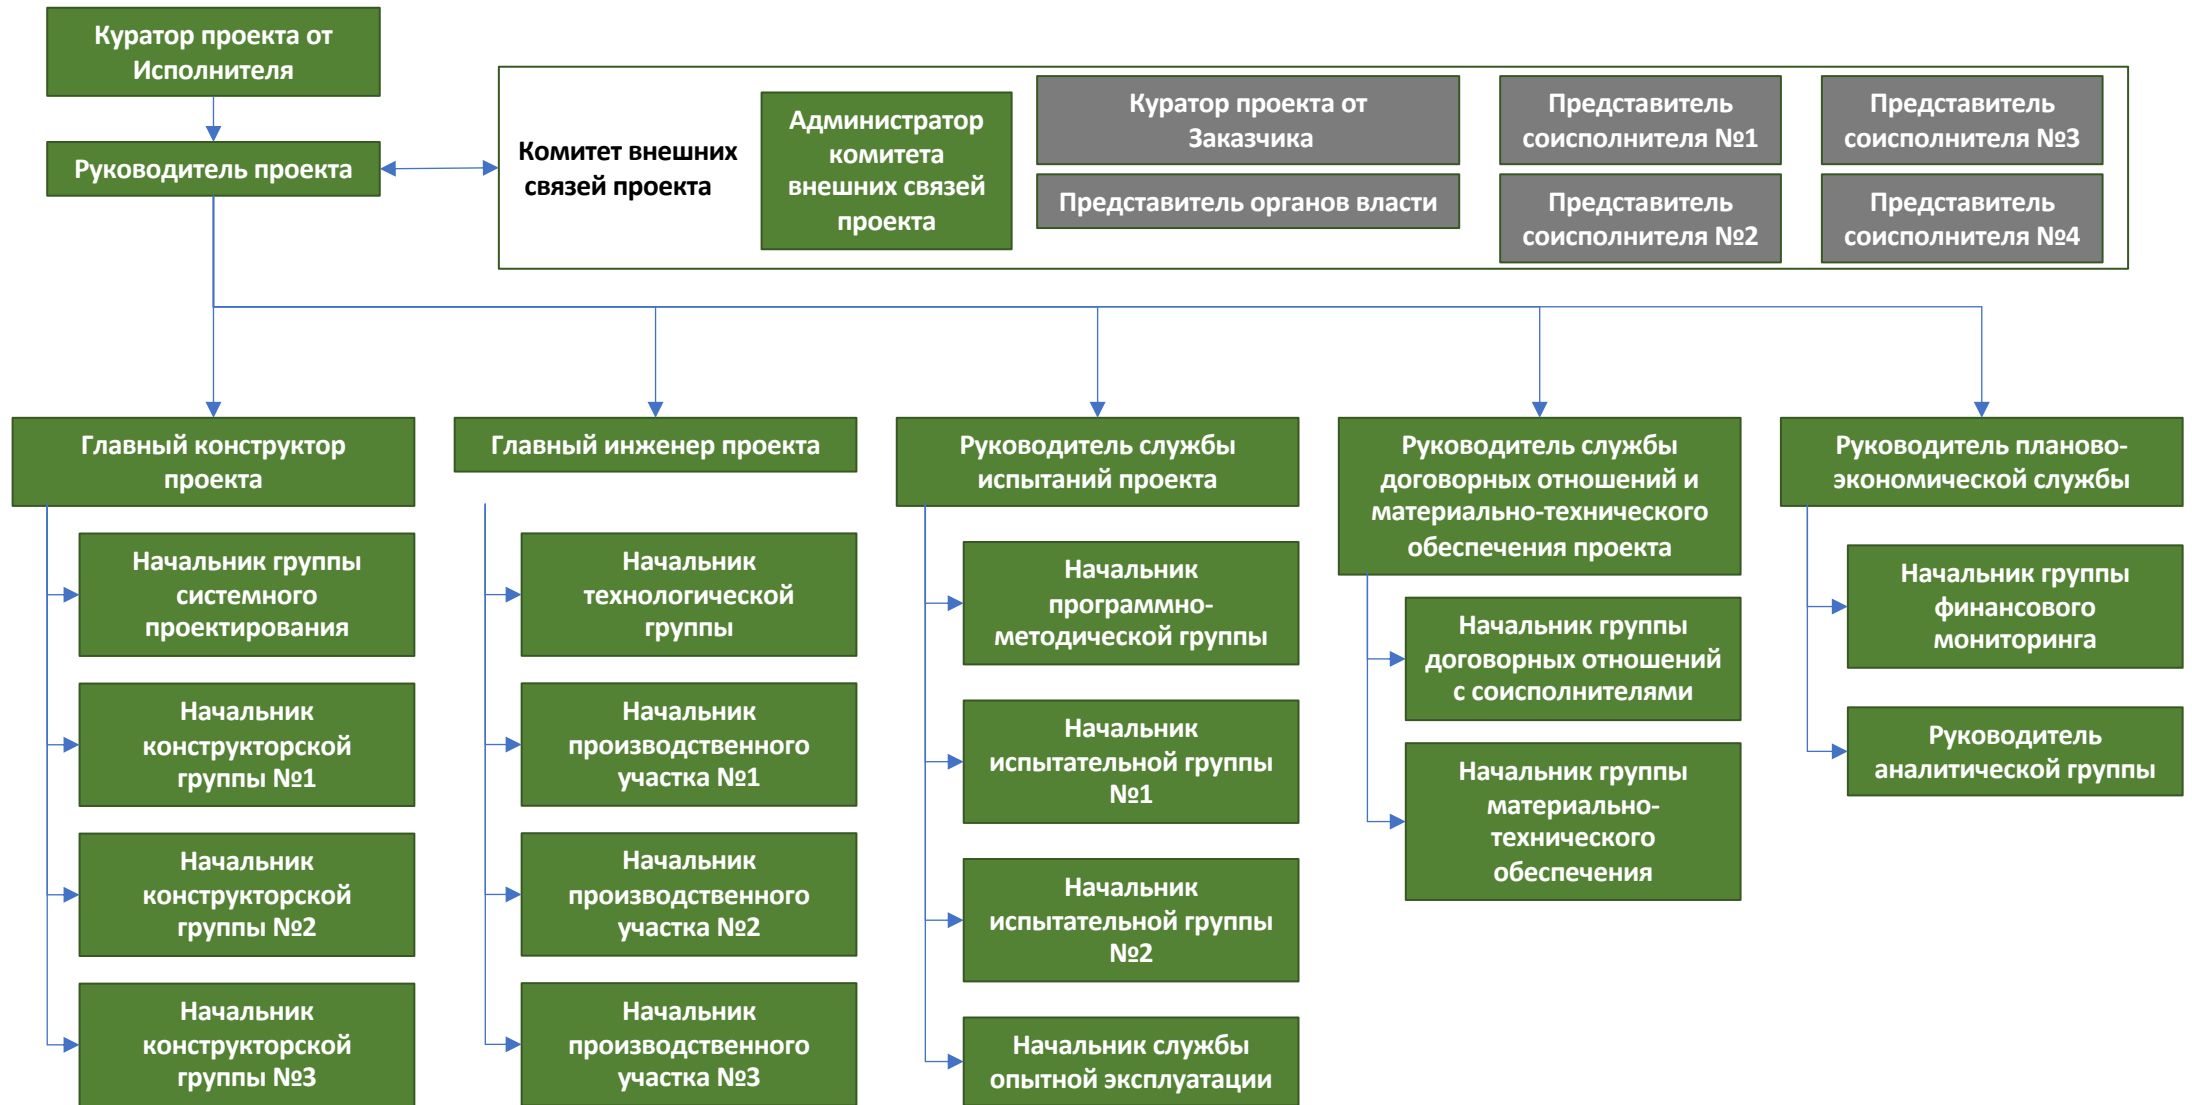 Куратор проекта от
Исполнителя
Руководитель проекта
Комитет внешних
связей проекта
Администратор
комитета
внешних связей
проекта
Куратор проекта от
Заказчика
Представитель органов власти
Представитель
соисполнителя №1
Представитель
соисполнителя №2
Представитель
соисполнителя №3
Представитель
соисполнителя №4
Главный конструктор
проекта
Начальник группы
системного
проектирования
Начальник
конструкторской
группы №1
Начальник
конструкторской
группы №2
Начальник
конструкторской
группы №3
Главный инженер проекта
Начальник
технологической
группы
Начальник
производственного
участка №1
Начальник
производственного
участка №2
Начальник
производственного
участка №3
Руководитель службы
испытаний проекта
Начальник
программно-
методической группы
Начальник
испытательной группы
№1
Начальник
испытательной группы
№2
Начальник службы
опытной эксплуатации
Руководитель службы
договорных отношений и
материально-технического
обеспечения проекта
Начальник группы
договорных отношений
с соисполнителями
Начальник группы
материально-
технического
обеспечения
Руководитель планово-
экономической службы
Начальник группы
финансового
мониторинга
Руководитель
аналитической группы